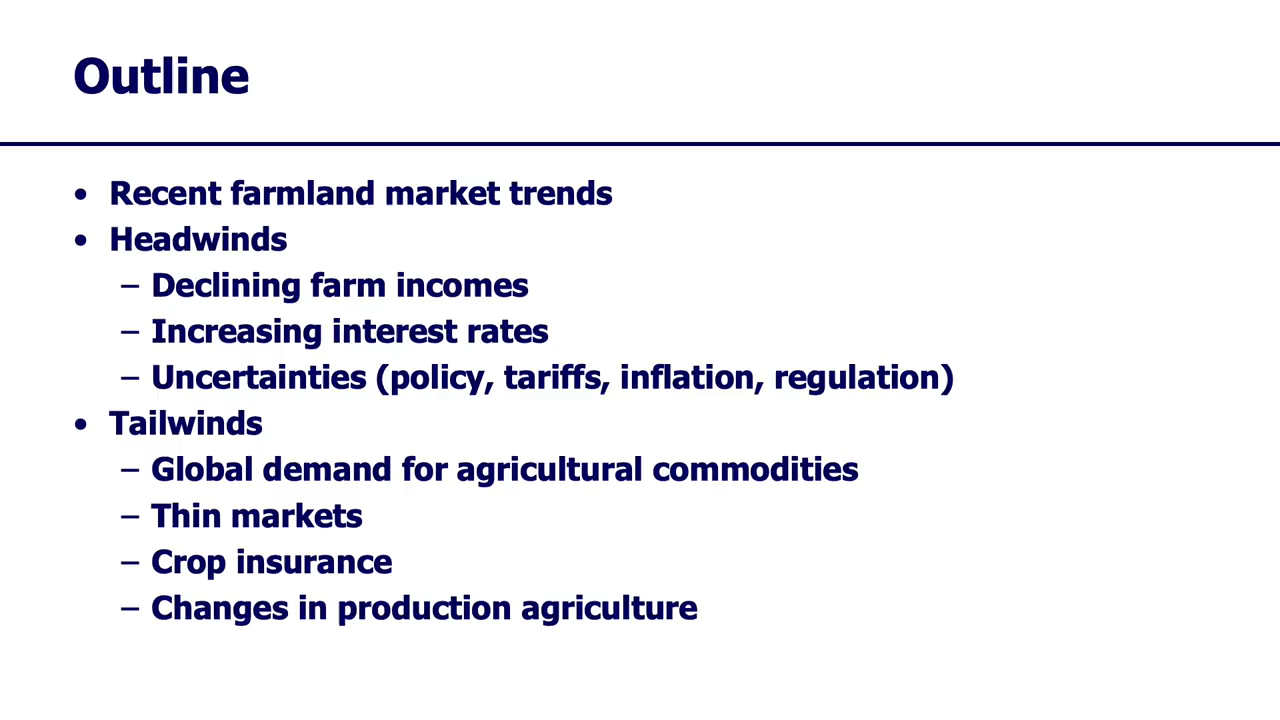 Outline
• Recent farmland market trends
• Headwinds
– Declining farm incomes
– Increasing interest rates
– Uncertainties (policy, tariffs, inflation, regulation)
• Tailwinds
– Global demand for agricultural commodities
– Thin markets
– Crop insurance
– Changes in production agriculture